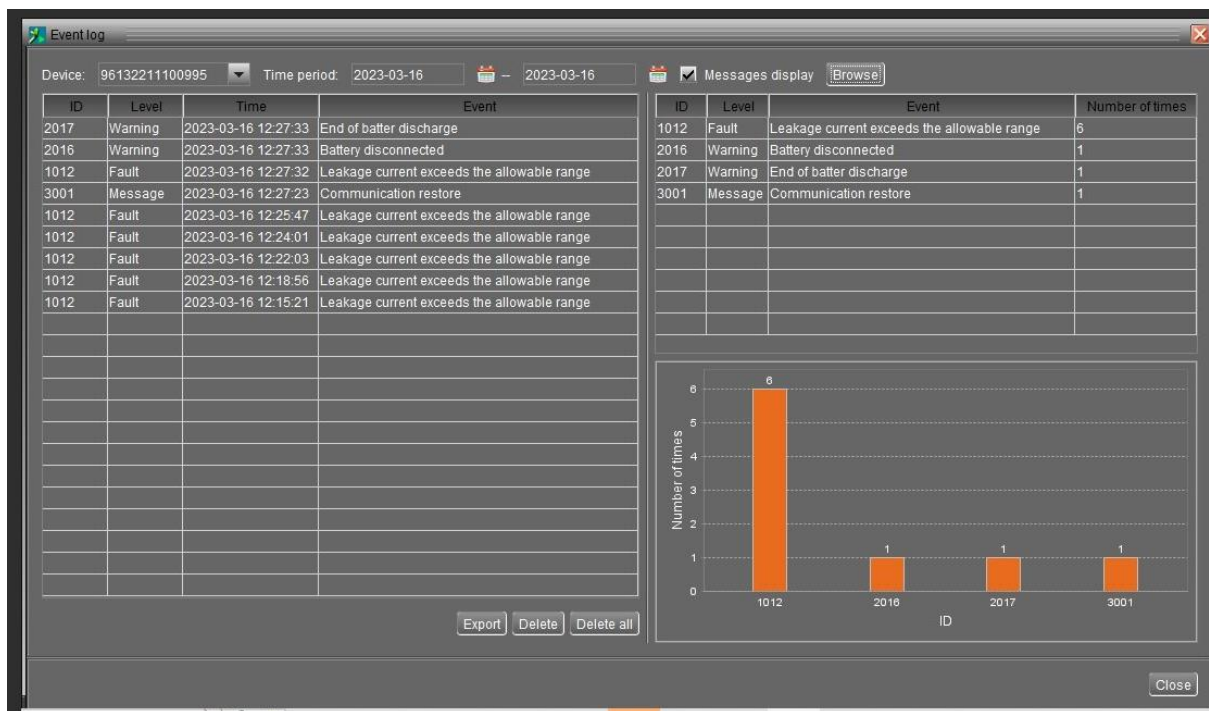 Event log
Device: 96132211100995 Time period: 2023-03-16 -- 2023-03-16 Messages display Browse
ID Level Time Event
2017 Warning 2023-03-16 12:27:33 End of batter discharge
2016 Warning 2023-03-16 12:27:33 Battery disconnected
1012 Fault 2023-03-16 12:27:32 Leakage current exceeds the allowable range
3001 Message 2023-03-16 12:27:23 Communication restore
1012 Fault 2023-03-16 12:25:47 Leakage current exceeds the allowable range
1012 Fault 2023-03-16 12:24:01 Leakage current exceeds the allowable range
1012 Fault 2023-03-16 12:22:03 Leakage current exceeds the allowable range
1012 Fault 2023-03-16 12:18:56 Leakage current exceeds the allowable range
1012 Fault 2023-03-16 12:15:21 Leakage current exceeds the allowable range
Export Delete Delete all
ID Level Event Number of times
1012 Fault Leakage current exceeds the allowable range 6
2016 Warning Battery disconnected 1
2017 Warning End of batter discharge 1
3001 Message Communication restore 1
Number of times
6
5
4
3
2
1
0
6
1
1
1
1012 2016 2017 3001
ID
Close